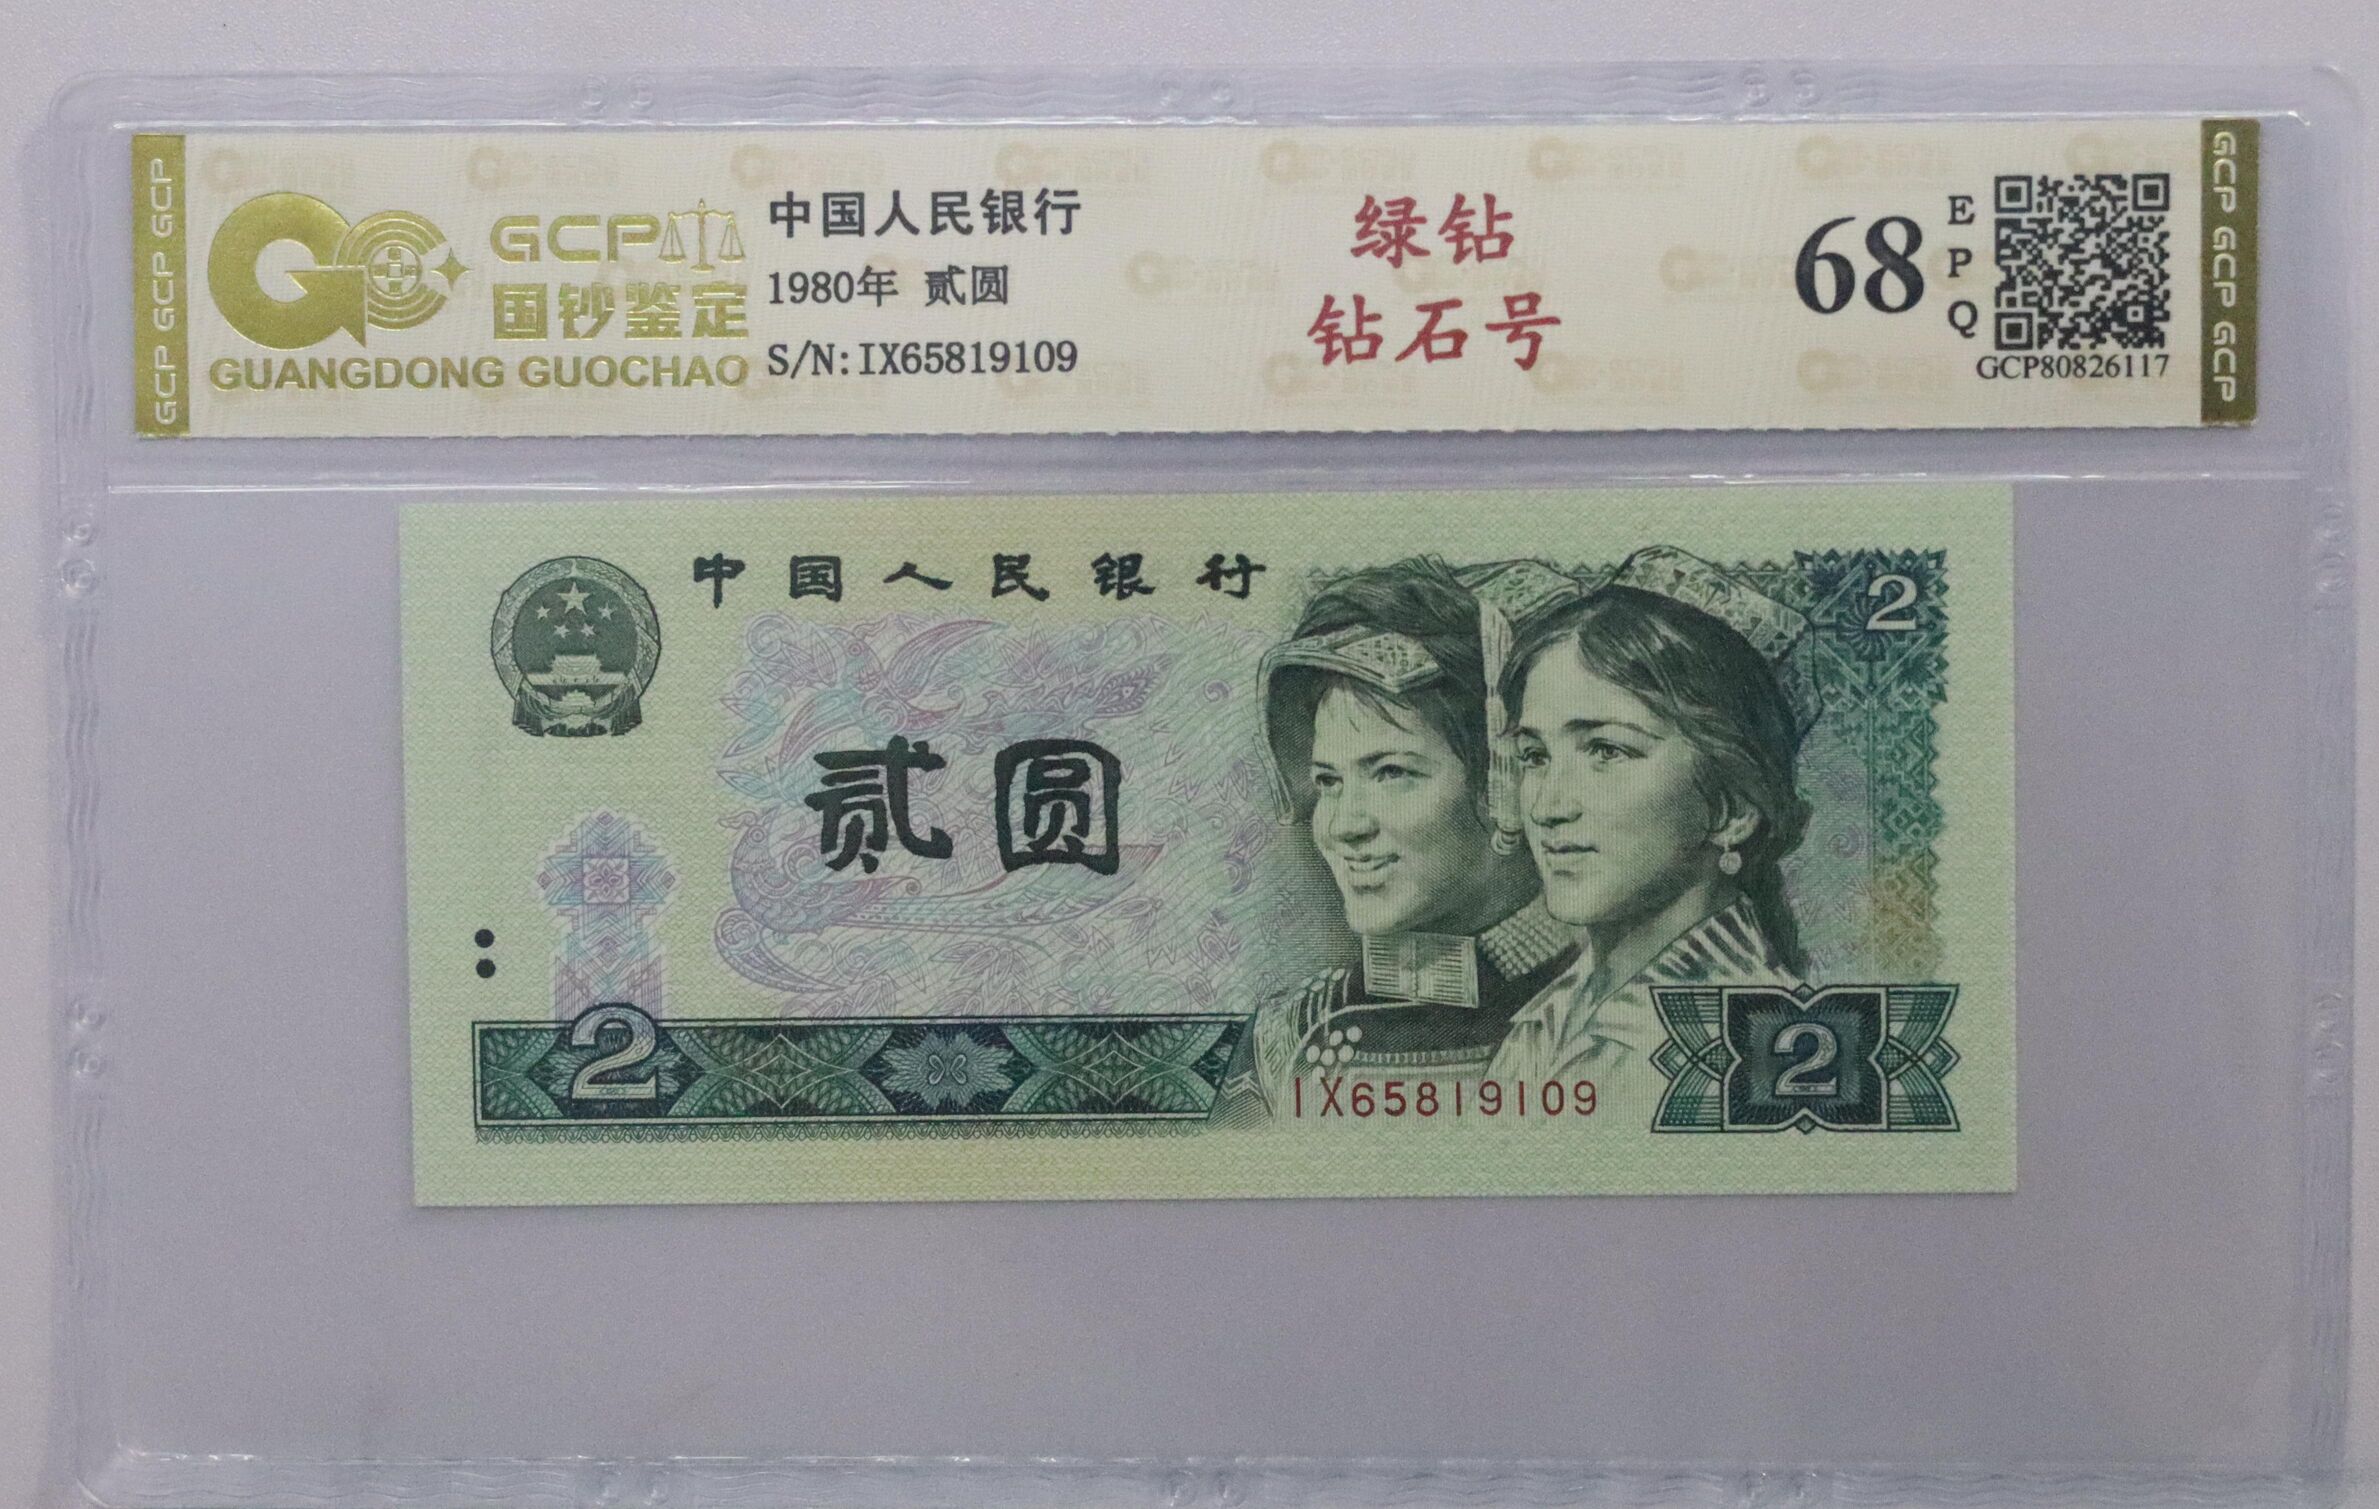 GCP GCP GCP
GCP
国钞鉴定
GUANGDONG GUOCHAO
中国人民银行
1980年 贰圆
S/N:IX65819109
绿钻
钻石号
68
EPQ
GCP80826117
GCP GCP GCP
中国人民银行
2
贰圆
2
IX65819109
2